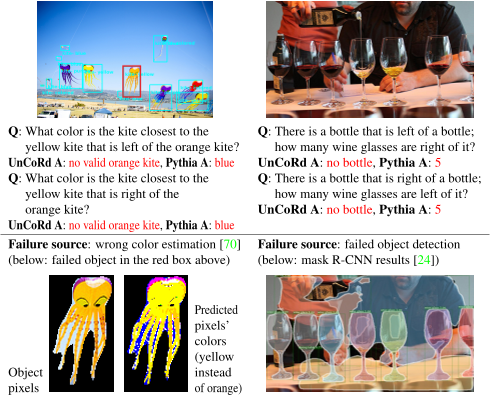 Q: What color is the kite closest to the
yellow kite that is left of the orange kite?
UnCoRd A: no valid orange kite, Pythia A: blue
Q: What color is the kite closest to the
yellow kite that is right of the
orange kite?
UnCoRd A: no valid orange kite, Pythia A: blue
Failure source: wrong color estimation [70]
(below: failed object in the red box above)
Object
pixels
Predicted
pixels'
colors
(yellow
instead
of orange)
Q: There is a bottle that is left of a bottle;
how many wine glasses are right of it?
UnCoRd A: no bottle, Pythia A: 5
Q: There is a bottle that is right of a bottle;
how many wine glasses are left of it?
UnCoRd A: no bottle, Pythia A: 5
Failure source: failed object detection
(below: mask R-CNN results [24])